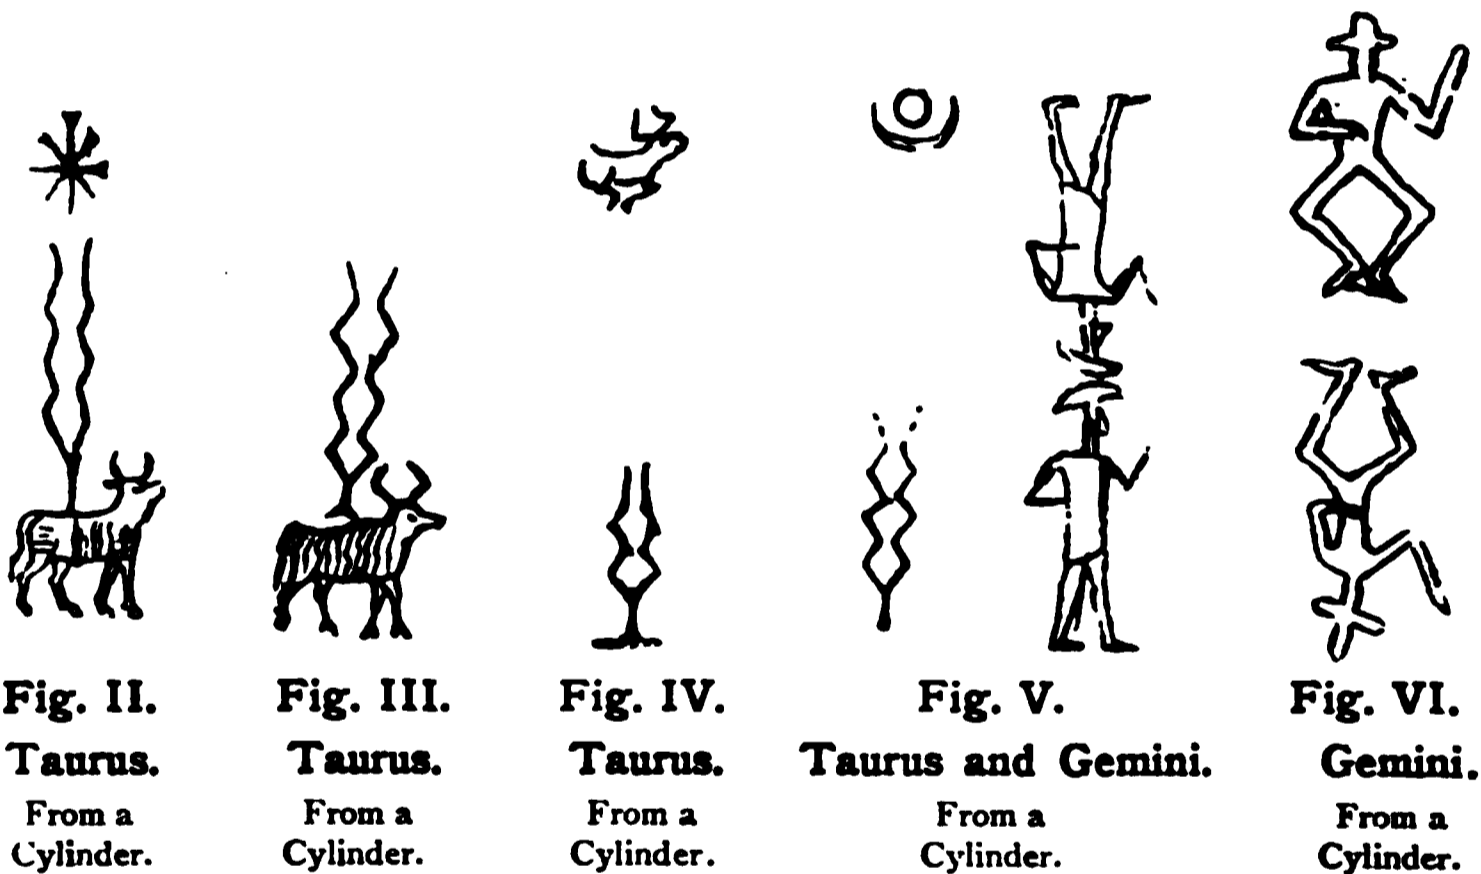 Fig. II.
Taurus.
From a
Cylinder.
Fig. III.
Taurus.
From a
Cylinder.
Fig. IV.
Taurus.
From a
Cylinder.
Fig. V.
Taurus and Gemini.
From a
Cylinder.
Fig. VI.
Gemini.
From a
Cylinder.